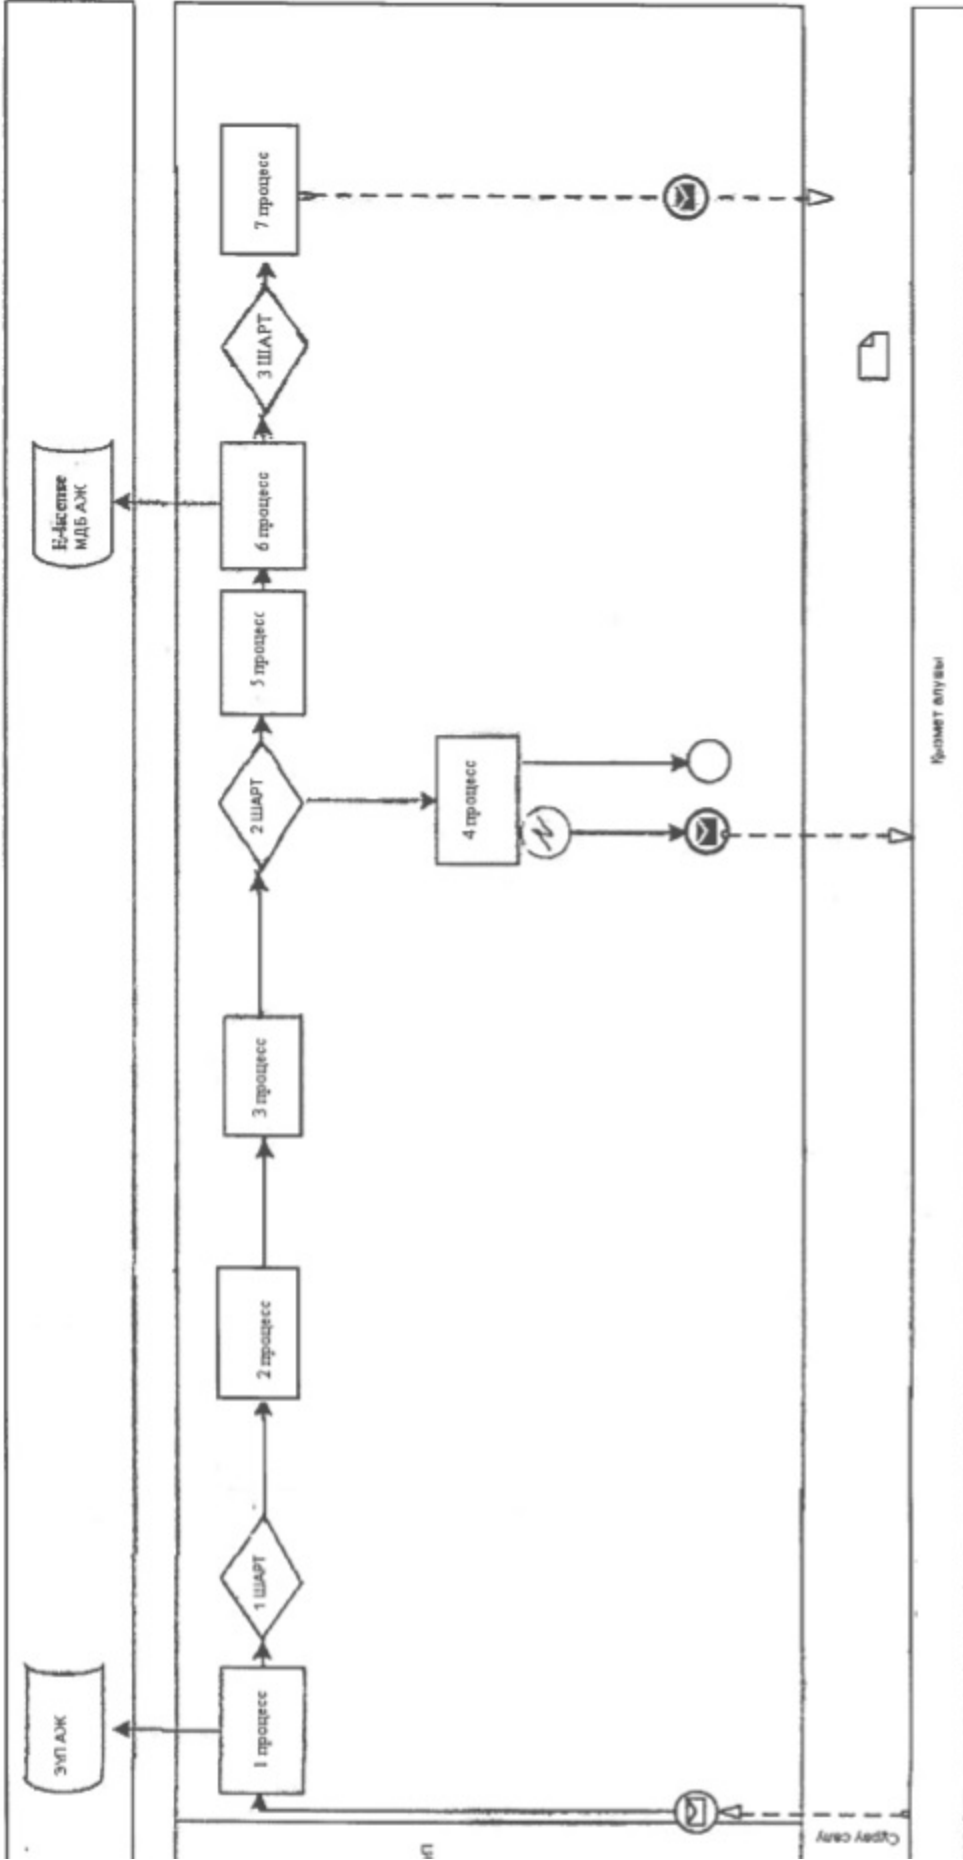 ЭҮП АЖ
E-license
МДБ АЖ
1 процесс
1 ШАРТ
2 процесс
3 процесс
2 ШАРТ
5 процесс
6 процесс
3 ШАРТ
7 процесс
4 процесс
Сұрау салу
Қызмет алушы